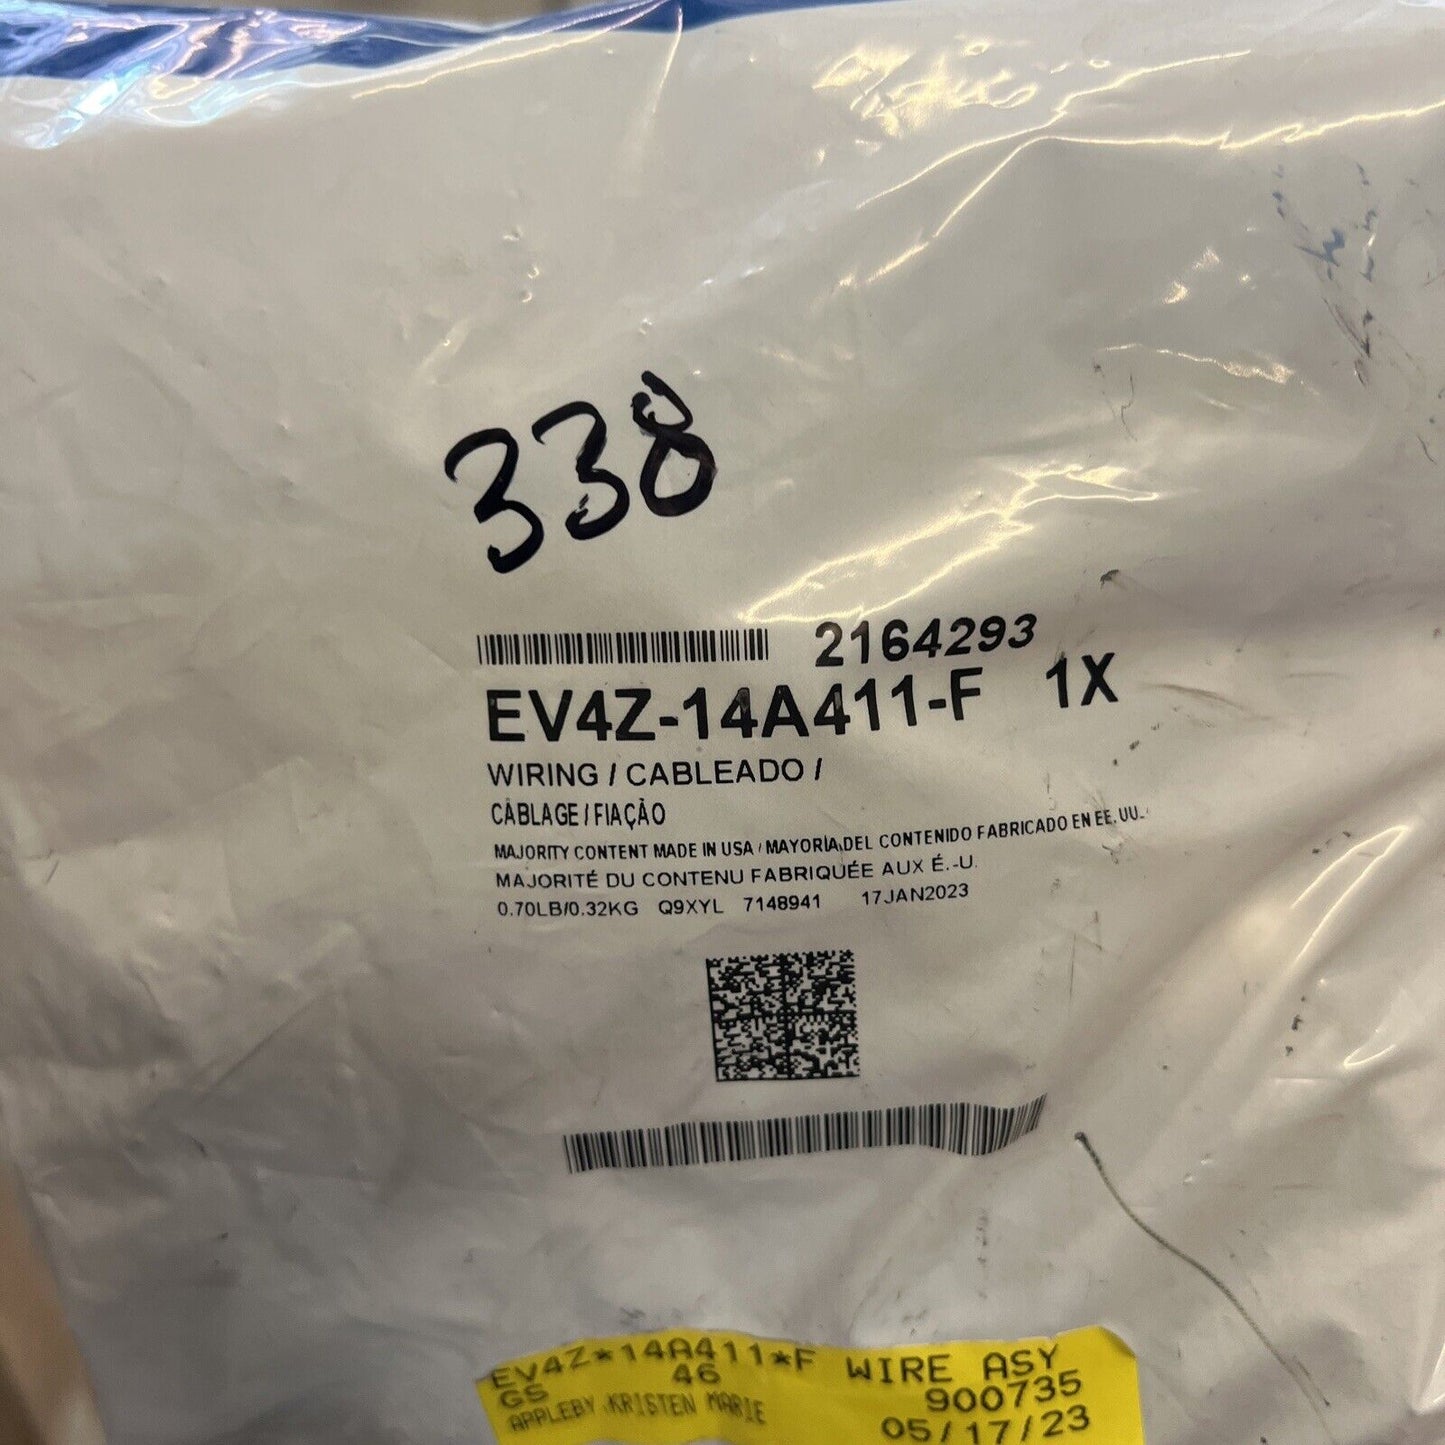 338
2164293
EV4Z-14A411-F 1X
WIRING / CABLEADO /
CÂBLAGE / FIAÇÃO
MAJORITY CONTENT MADE IN USA / MAYORÍA DEL CONTENIDO FABRICADO EN EE. UU.
MAJORITÉ DU CONTENU FABRIQUÉE AUX É.-U.
0.70LB/0.32KG Q9XYL 7148941 17JAN2023
EV4Z*14A411*F WIRE ASY
GS 46 900735
APPLEBY, KRISTEN MARIE
05/17/23